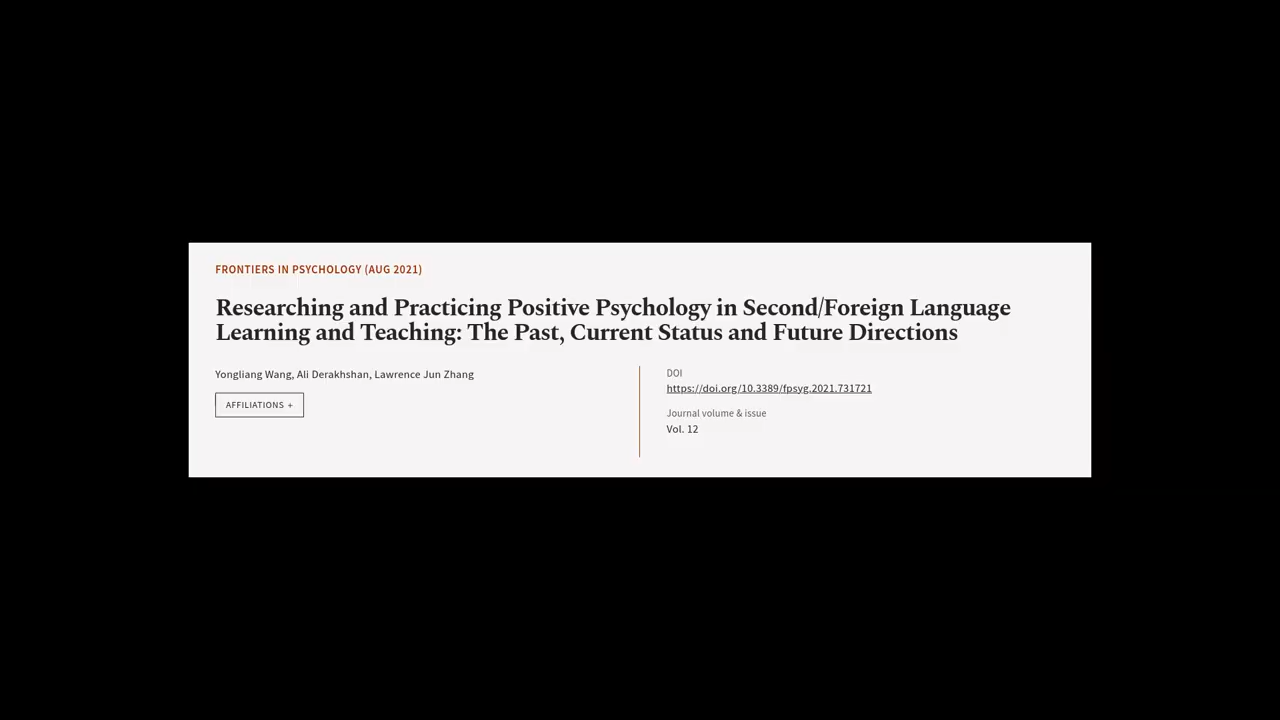 FRONTIERS IN PSYCHOLOGY (AUG 2021)
Researching and Practicing Positive Psychology in Second/Foreign Language
Learning and Teaching: The Past, Current Status and Future Directions
Yongliang Wang, Ali Derakhshan, Lawrence Jun Zhang
AFFILIATIONS +
DOI
https://doi.org/10.3389/fpsyg.2021.731721
Journal volume & issue
Vol. 12